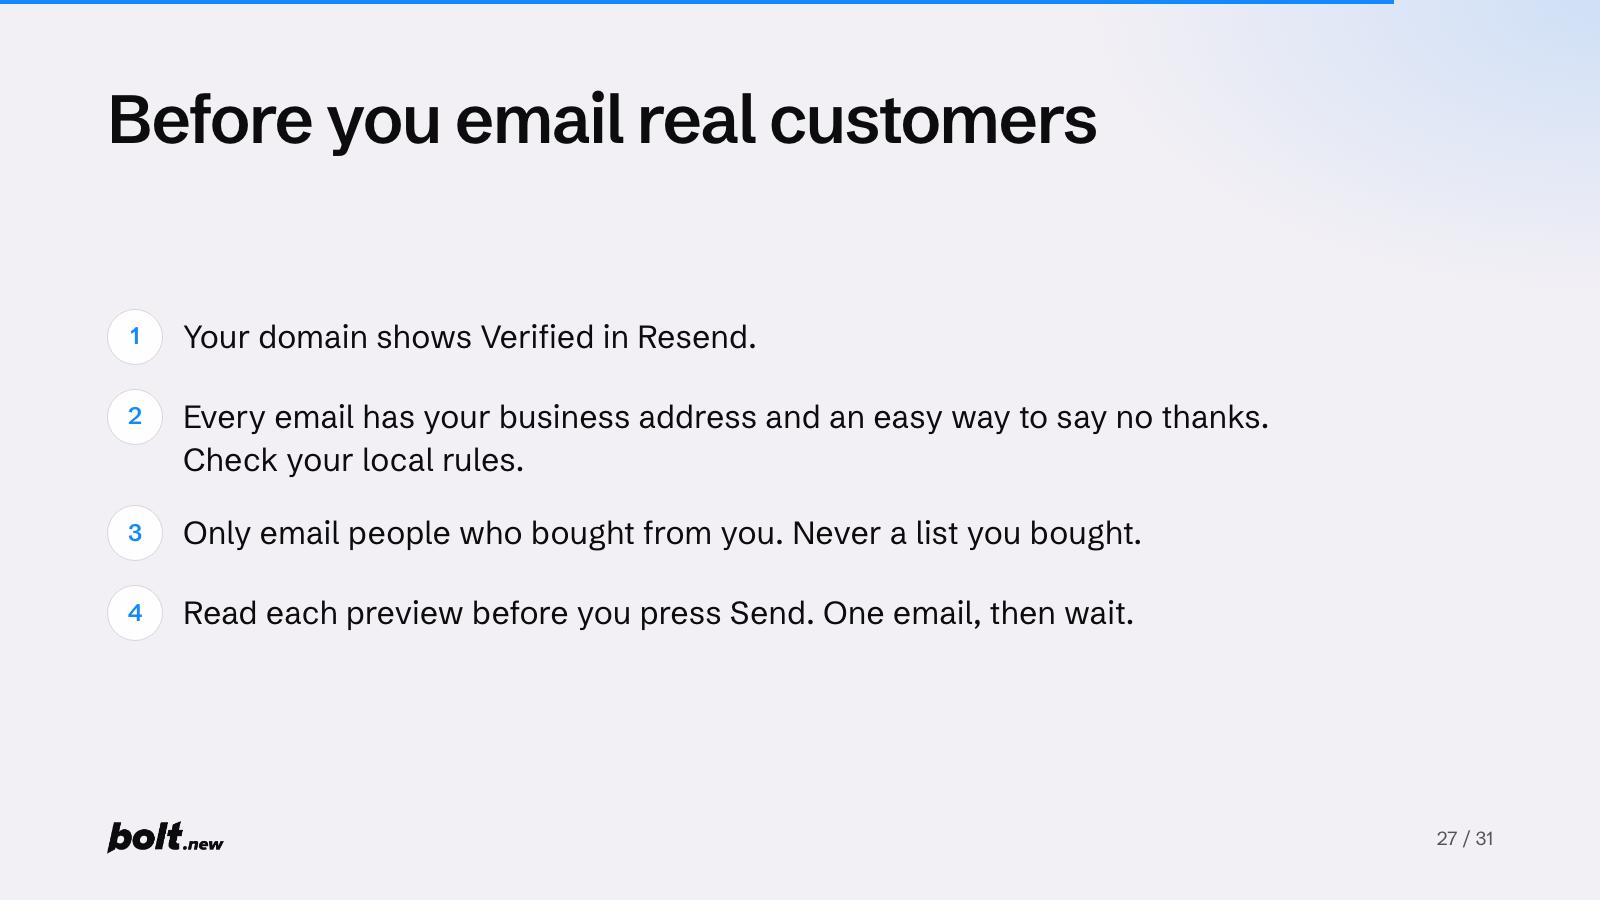 Before you email real customers
1 Your domain shows Verified in Resend.
2 Every email has your business address and an easy way to say no thanks.
Check your local rules.
3 Only email people who bought from you. Never a list you bought.
4 Read each preview before you press Send. One email, then wait.
bolt.new
27 / 31